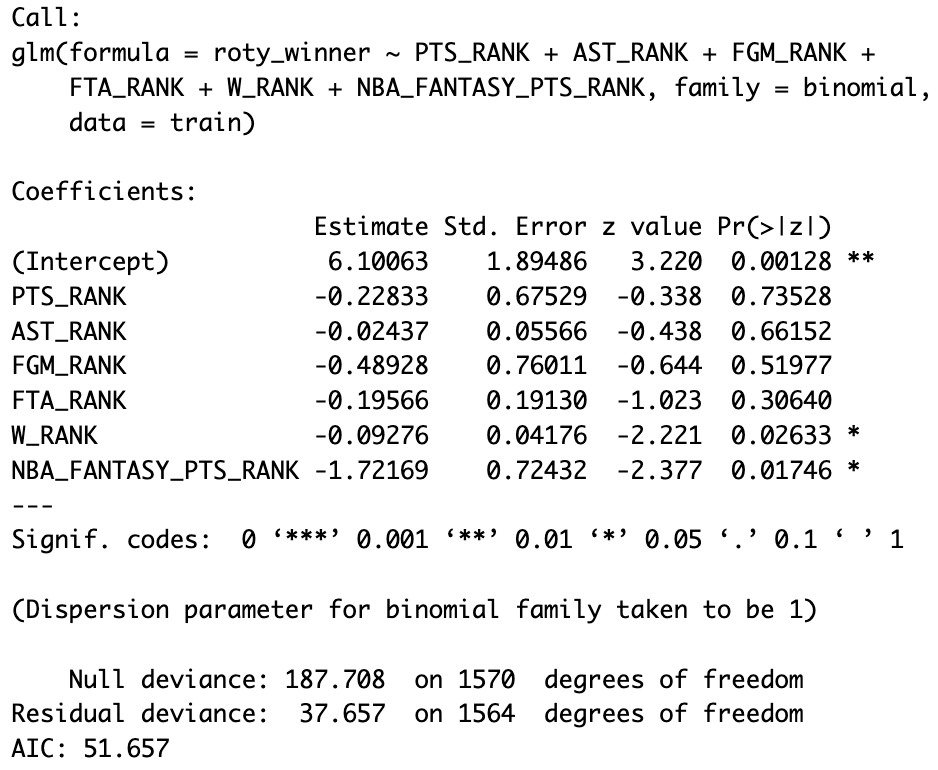 Call:
glm(formula = roty_winner ~ PTS_RANK + AST_RANK + FGM_RANK +
    FTA_RANK + W_RANK + NBA_FANTASY_PTS_RANK, family = binomial,
    data = train)

Coefficients:
                     Estimate Std. Error z value Pr(>|z|)
(Intercept)           6.10063    1.89486   3.220  0.00128 **
PTS_RANK             -0.22833    0.67529  -0.338  0.73528
AST_RANK             -0.02437    0.05566  -0.438  0.66152
FGM_RANK             -0.48928    0.76011  -0.644  0.51977
FTA_RANK             -0.19566    0.19130  -1.023  0.30640
W_RANK               -0.09276    0.04176  -2.221  0.02633 *
NBA_FANTASY_PTS_RANK -1.72169    0.72432  -2.377  0.01746 *
---
Signif. codes:  0 ‘***’ 0.001 ‘**’ 0.01 ‘*’ 0.05 ‘.’ 0.1 ‘ ’ 1

(Dispersion parameter for binomial family taken to be 1)

    Null deviance: 187.708  on 1570  degrees of freedom
Residual deviance:  37.657  on 1564  degrees of freedom
AIC: 51.657